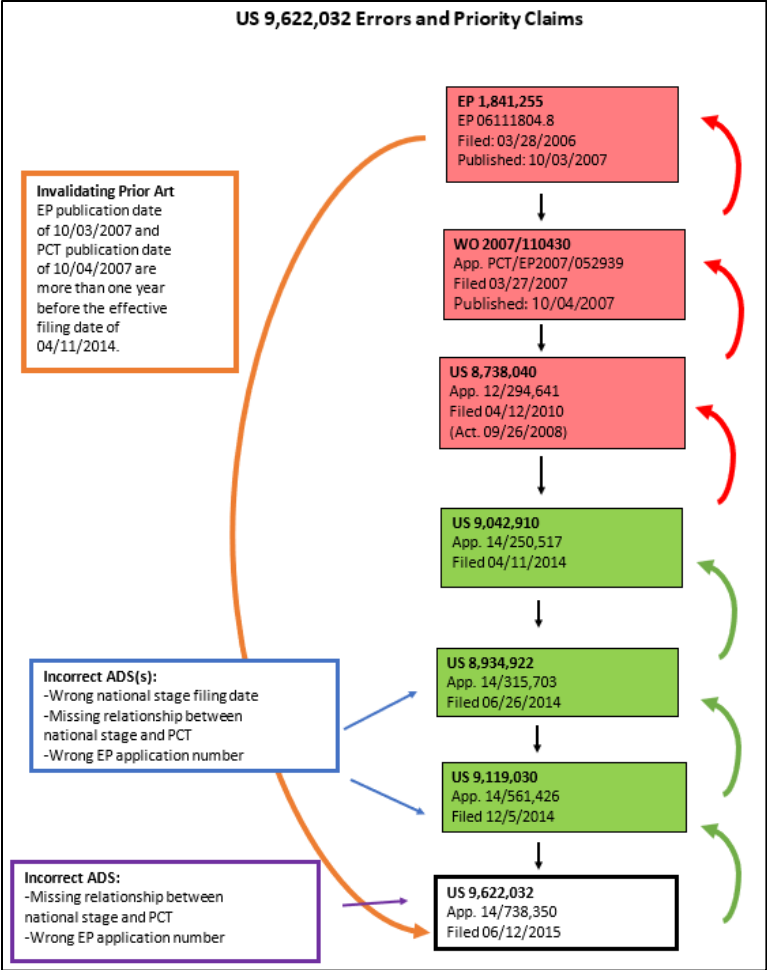 US 9,622,032 Errors and Priority Claims
EP 1,841,255
EP 06111804.8
Filed: 03/28/2006
Published: 10/03/2007
Invalidating Prior Art
EP publication date
of 10/03/2007 and
PCT publication date
of 10/04/2007 are
more than one year
before the effective
filing date of
04/11/2014.
WO 2007/110430
App. PCT/EP2007/052939
Filed 03/27/2007
Published: 10/04/2007
US 8,738,040
App. 12/294,641
Filed 04/12/2010
(Act. 09/26/2008)
US 9,042,910
App. 14/250,517
Filed 04/11/2014
Incorrect ADS(s):
-Wrong national stage filing date
-Missing relationship between
national stage and PCT
-Wrong EP application number
US 8,934,922
App. 14/315,703
Filed 06/26/2014
US 9,119,030
App. 14/561,426
Filed 12/5/2014
Incorrect ADS:
-Missing relationship between
national stage and PCT
-Wrong EP application number
US 9,622,032
App. 14/738,350
Filed 06/12/2015